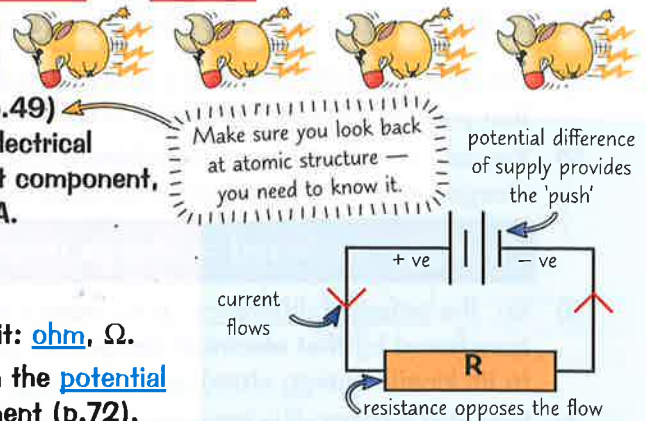 .49)
lectrical
t component,
A.
Make sure you look back
at atomic structure —
you need to know it.
potential difference
of supply provides
the 'push'
+ ve
– ve
current
flows
R
resistance opposes the flow
it: ohm, Ω.
the potential
nent (p.72).